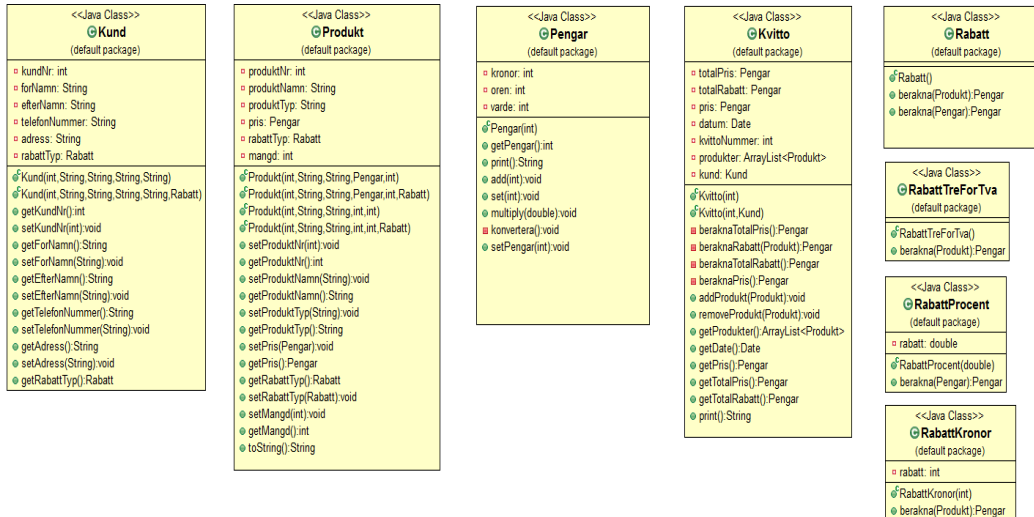 <<Java Class>>
Kund
(default package)
kundNr: int
forNamn: String
efterNamn: String
telefonNummer: String
adress: String
rabattTyp: Rabatt
Kund(int,String,String,String,String)
Kund(int,String,String,String,String,Rabatt)
getKundNr():int
setKundNr(int):void
getForNamn():String
setForNamn(String):void
getEfterNamn():String
setEfterNamn(String):void
getTelefonNummer():String
setTelefonNummer(String):void
getAdress():String
setAdress(String):void
getRabattTyp():Rabatt
<<Java Class>>
Produkt
(default package)
produktNr: int
produktNamn: String
produktTyp: String
pris: Pengar
rabattTyp: Rabatt
mangd: int
Produkt(int,String,String,Pengar,int)
Produkt(int,String,String,Pengar,int,Rabatt)
Produkt(int,String,String,int,int)
Produkt(int,String,String,int,int,Rabatt)
setProduktNr(int):void
getProduktNr():int
setProduktNamn(String):void
getProduktNamn():String
setProduktTyp(String):void
getProduktTyp():String
setPris(Pengar):void
getPris():Pengar
getRabattTyp():Rabatt
setRabattTyp(Rabatt):void
setMangd(int):void
getMangd():int
toString():String
<<Java Class>>
Pengar
(default package)
kronor: int
oren: int
varde: int
Pengar(int)
getPengar():int
print():String
add(int):void
set(int):void
multiply(double):void
konvertera():void
setPengar(int):void
<<Java Class>>
Kvitto
(default package)
totalPris: Pengar
totalRabatt: Pengar
pris: Pengar
datum: Date
kvittoNummer: int
produkter: ArrayList<Produkt>
kund: Kund
Kvitto(int)
Kvitto(int,Kund)
beraknaTotalPris():Pengar
beraknaRabatt(Produkt):Pengar
beraknaTotalRabatt():Pengar
beraknaPris():Pengar
addProdukt(Produkt):void
removeProdukt(Produkt):void
getProdukter():ArrayList<Produkt>
getDate():Date
getPris():Pengar
getTotalPris():Pengar
getTotalRabatt():Pengar
print():String
<<Java Class>>
Rabatt
(default package)
Rabatt()
berakna(Produkt):Pengar
berakna(Pengar):Pengar
<<Java Class>>
RabattTreForTva
(default package)
RabattTreForTva()
berakna(Produkt):Pengar
<<Java Class>>
RabattProcent
(default package)
rabatt: double
RabattProcent(double)
berakna(Pengar):Pengar
<<Java Class>>
RabattKronor
(default package)
rabatt: int
RabattKronor(int)
berakna(Produkt):Pengar